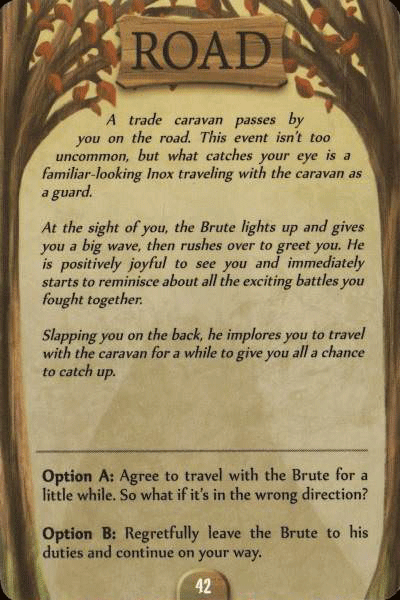 ROAD
A trade caravan passes by
you on the road. This event isn't too
uncommon, but what catches your eye is a
familiar-looking Inox traveling with the caravan as
a guard.
At the sight of you, the Brute lights up and gives
you a big wave, then rushes over to greet you. He
is positively joyful to see you and immediately
starts to reminisce about all the exciting battles you
fought together.
Slapping you on the back, he implores you to travel
with the caravan for a while to give you all a chance
to catch up.
Option A: Agree to travel with the Brute for a
little while. So what if it's in the wrong direction?
Option B: Regretfully leave the Brute to his
duties and continue on your way.
42